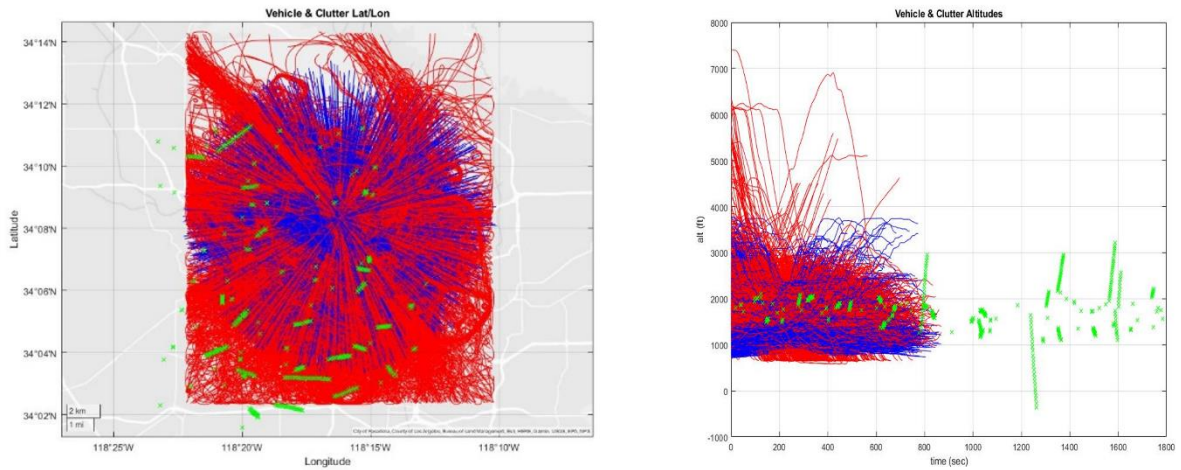 Vehicle & Clutter Lat/Lon
34°14'N
34°12'N
34°10'N
34°08'N
34°06'N
34°04'N
34°02'N
Latitude
2 km
1 mi
118°25'W
118°20'W
118°15'W
118°10'W
Longitude
Vehicle & Clutter Altitudes
8000
7000
6000
5000
4000
3000
2000
1000
0
-1000
alt (ft)
0
200
400
600
800
1000
1200
1400
1600
1800
time (sec)